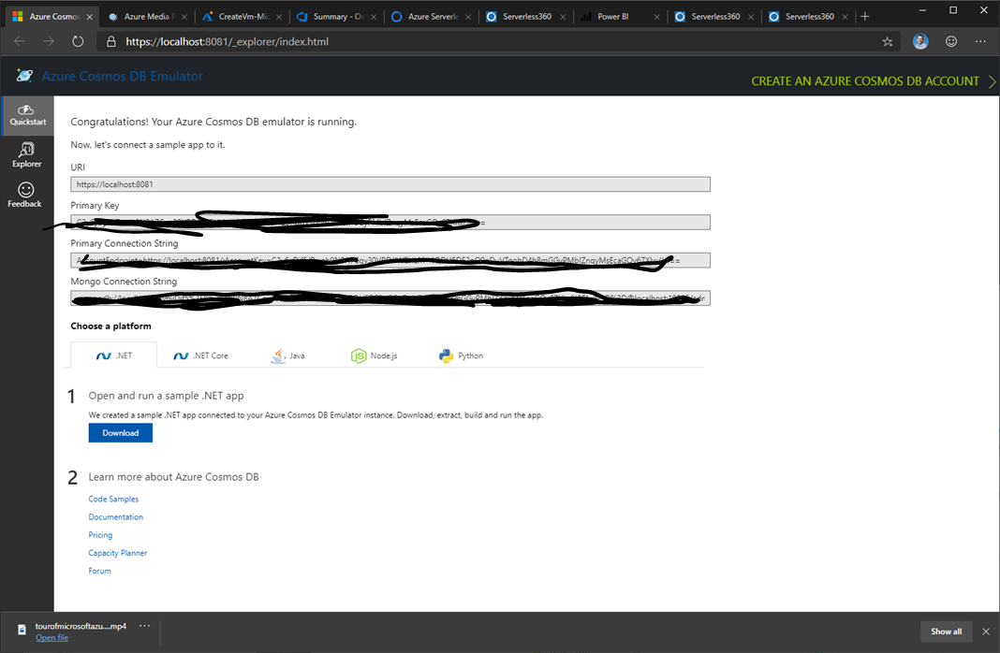 Azure Cosmos
Azure Media
CreateVm-Mic
Summary - Ov
Azure Serverle
Serverless360
Power BI
Serverless360
Serverless360
https://localhost:8081/_explorer/index.html
Azure Cosmos DB Emulator
CREATE AN AZURE COSMOS DB ACCOUNT
Quickstart
Explorer
Feedback
Congratulations! Your Azure Cosmos DB emulator is running.
Now, let's connect a sample app to it.
URI
https://localhost:8081
Primary Key
Primary Connection String
Mongo Connection String
Choose a platform
.NET
.NET Core
Java
Node.js
Python
1
Open and run a sample .NET app
We created a sample .NET app connected to your Azure Cosmos DB Emulator instance. Download, extract, build and run the app.
Download
2
Learn more about Azure Cosmos DB
Code Samples
Documentation
Pricing
Capacity Planner
Forum
tourofmicrosoftazu....mp4
Open file
Show all